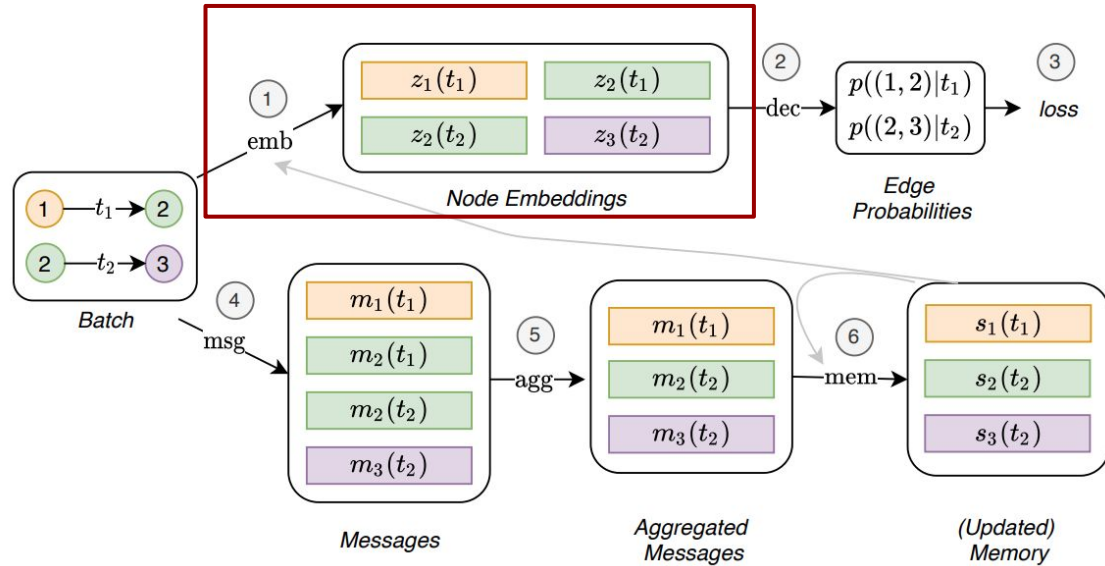 1
emb
z₁(t₁) z₂(t₁)
z₂(t₂) z₃(t₂)
Node Embeddings
2
dec
p((1, 2)|t₁)
p((2, 3)|t₂)
Edge
Probabilities
3
loss
1 t₁ 2
2 t₂ 3
Batch
4
msg
m₁(t₁)
m₂(t₁)
m₂(t₂)
m₃(t₂)
Messages
5
agg
m₁(t₁)
m₂(t₂)
m₃(t₂)
Aggregated
Messages
6
mem
s₁(t₁)
s₂(t₂)
s₃(t₂)
(Updated)
Memory